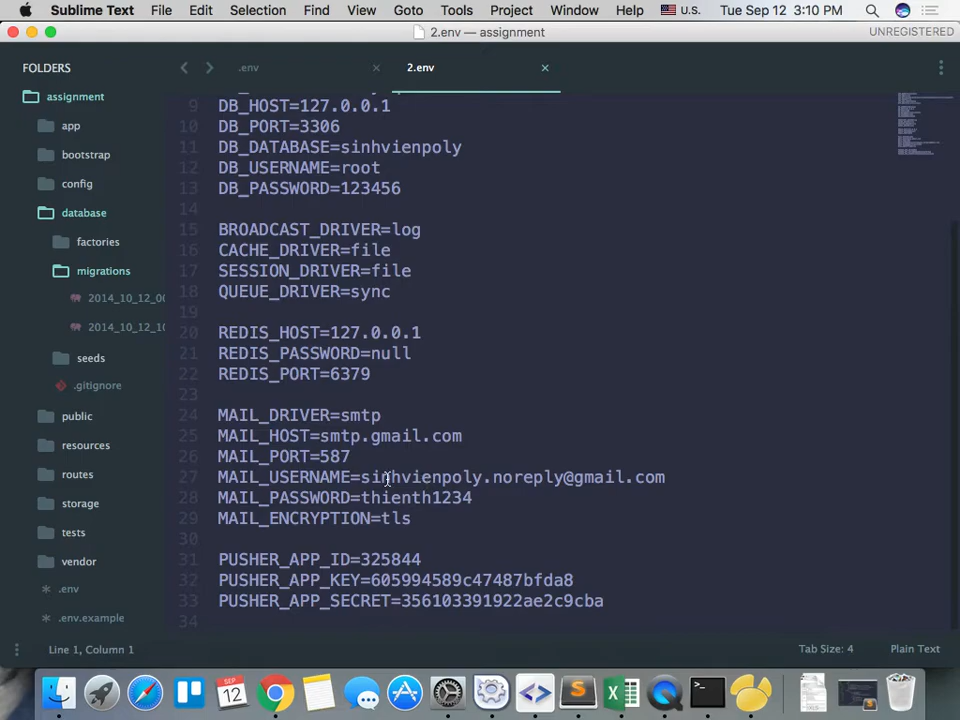 Sublime Text File Edit Selection Find View Goto Tools Project Window Help U.S. Tue Sep 12 3:10 PM
2.env — assignment UNREGISTERED
FOLDERS
assignment
app
bootstrap
config
database
factories
migrations
2014_10_12_00
2014_10_12_10
seeds
.gitignore
public
resources
routes
storage
tests
vendor
.env
.env.example
.env
2.env
9 DB_HOST=127.0.0.1
10 DB_PORT=3306
11 DB_DATABASE=sinhvienpoly
12 DB_USERNAME=root
13 DB_PASSWORD=123456
14
15 BROADCAST_DRIVER=log
16 CACHE_DRIVER=file
17 SESSION_DRIVER=file
18 QUEUE_DRIVER=sync
19
20 REDIS_HOST=127.0.0.1
21 REDIS_PASSWORD=null
22 REDIS_PORT=6379
23
24 MAIL_DRIVER=smtp
25 MAIL_HOST=smtp.gmail.com
26 MAIL_PORT=587
27 MAIL_USERNAME=sinhvienpoly.noreply@gmail.com
28 MAIL_PASSWORD=thienth1234
29 MAIL_ENCRYPTION=tls
30
31 PUSHER_APP_ID=325844
32 PUSHER_APP_KEY=605994589c47487bfda8
33 PUSHER_APP_SECRET=356103391922ae2c9cba
34
Line 1, Column 1 Tab Size: 4 Plain Text
SEP
12